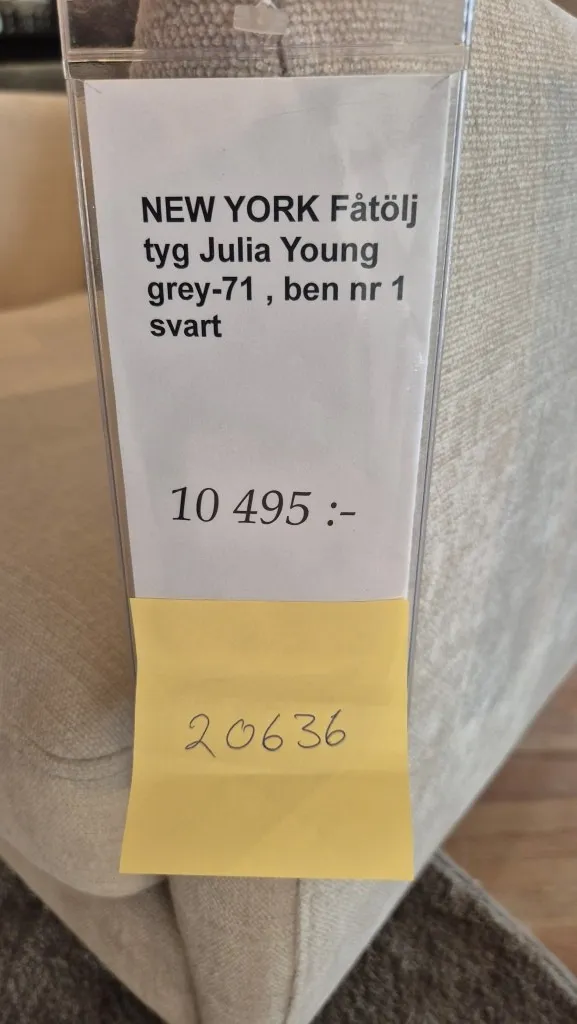 NEW YORK Fåtölj
tyg Julia Young
grey-71 , ben nr 1
svart
10 495 :-
20636